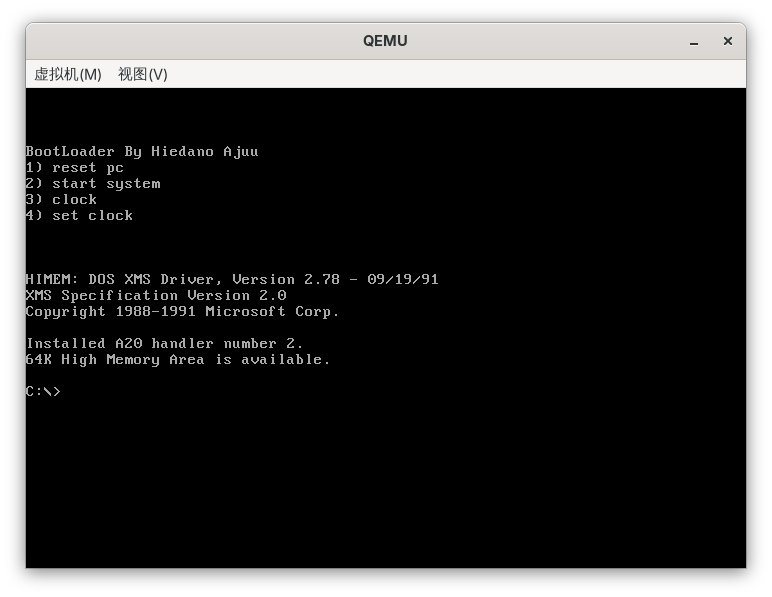 QEMU
虚拟机(M) 视图(V)
BootLoader By Hiedano Ajuu
1) reset pc
2) start system
3) clock
4) set clock
HIMEM: DOS XMS Driver, Version 2.78 - 09/19/91
XMS Specification Version 2.0
Copyright 1988-1991 Microsoft Corp.
Installed A20 handler number 2.
64K High Memory Area is available.
C:\>